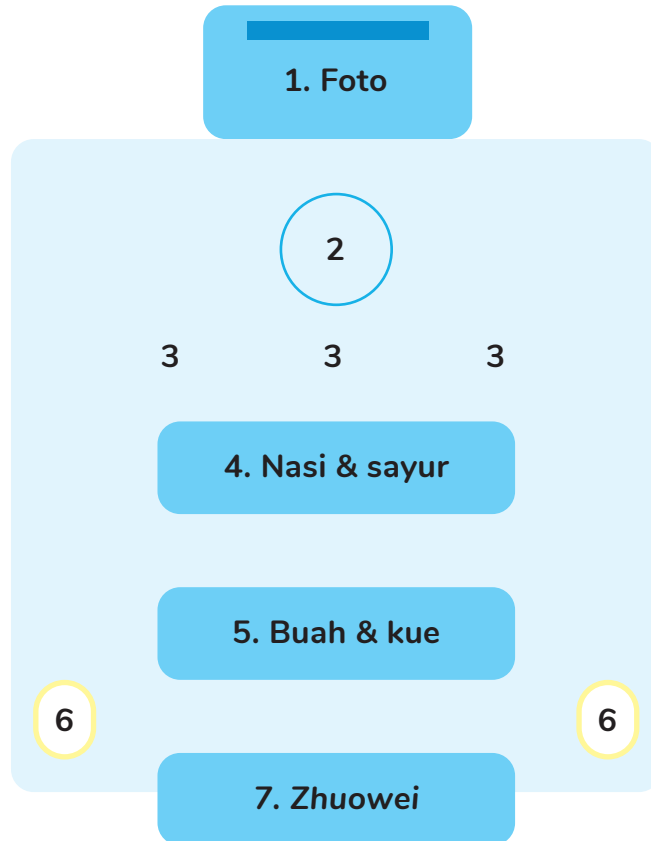 1. Foto
2
3 3 3
4. Nasi & sayur
5. Buah & kue
6 6
7. Zhuowei